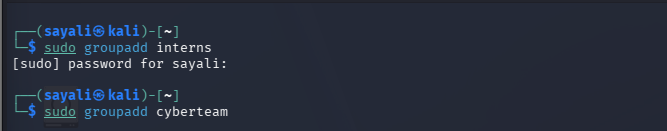 ┌──(sayali㉿kali)-[~]
└─$ sudo groupadd interns
[sudo] password for sayali:
┌──(sayali㉿kali)-[~]
└─$ sudo groupadd cyberteam